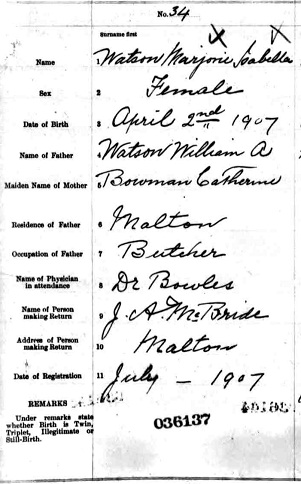 No. 34
Surname first
Name 1 Watson Marjorie Isabella
Sex 2 Female
Date of Birth 3 April 2nd 1907
Name of Father 4 Watson William A
Maiden Name of Mother 5 Bowman Catherine
Residence of Father 6 Malton
Occupation of Father 7 Butcher
Name of Physician
in attendance 8 Dr Bowles
Name of Person
making Return 9 J. A. McBride
Address of Person
making Return 10 Malton
Date of Registration 11 July – 1907
REMARKS
Under remarks state
whether Birth is Twin,
Triplet, Illegitimate or
Still-Birth.
036137